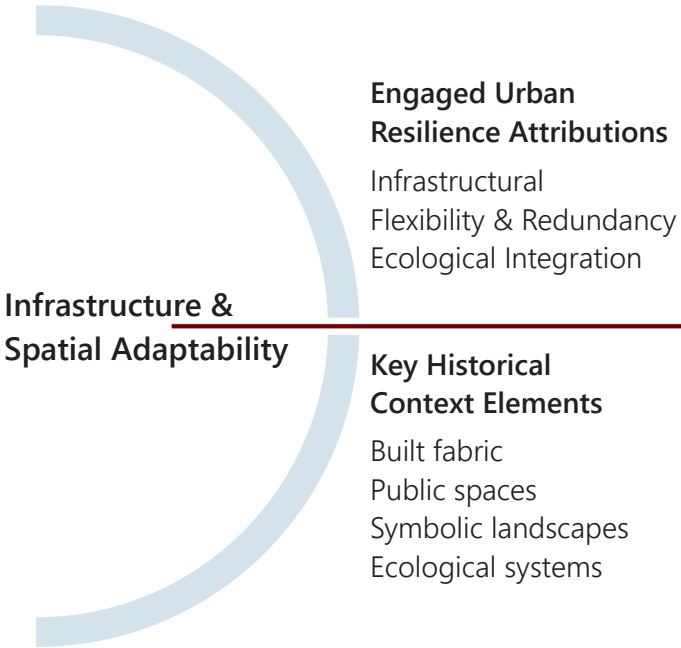 Infrastructure &
Spatial Adaptability
Engaged Urban
Resilience Attributions
Infrastructural
Flexibility & Redundancy
Ecological Integration
Key Historical
Context Elements
Built fabric
Public spaces
Symbolic landscapes
Ecological systems